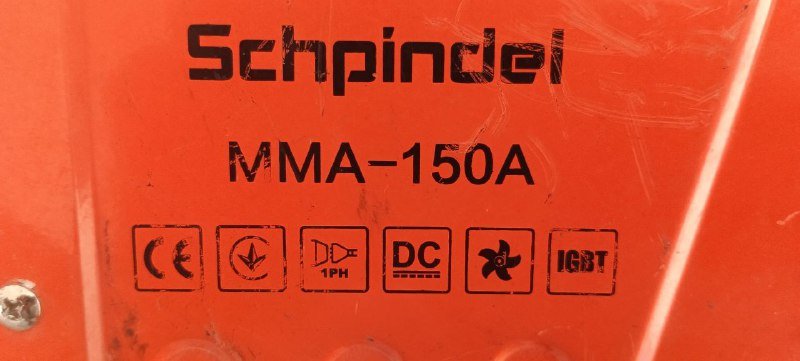 Schpindel
MMA-150A
CE 1PH DC IGBT